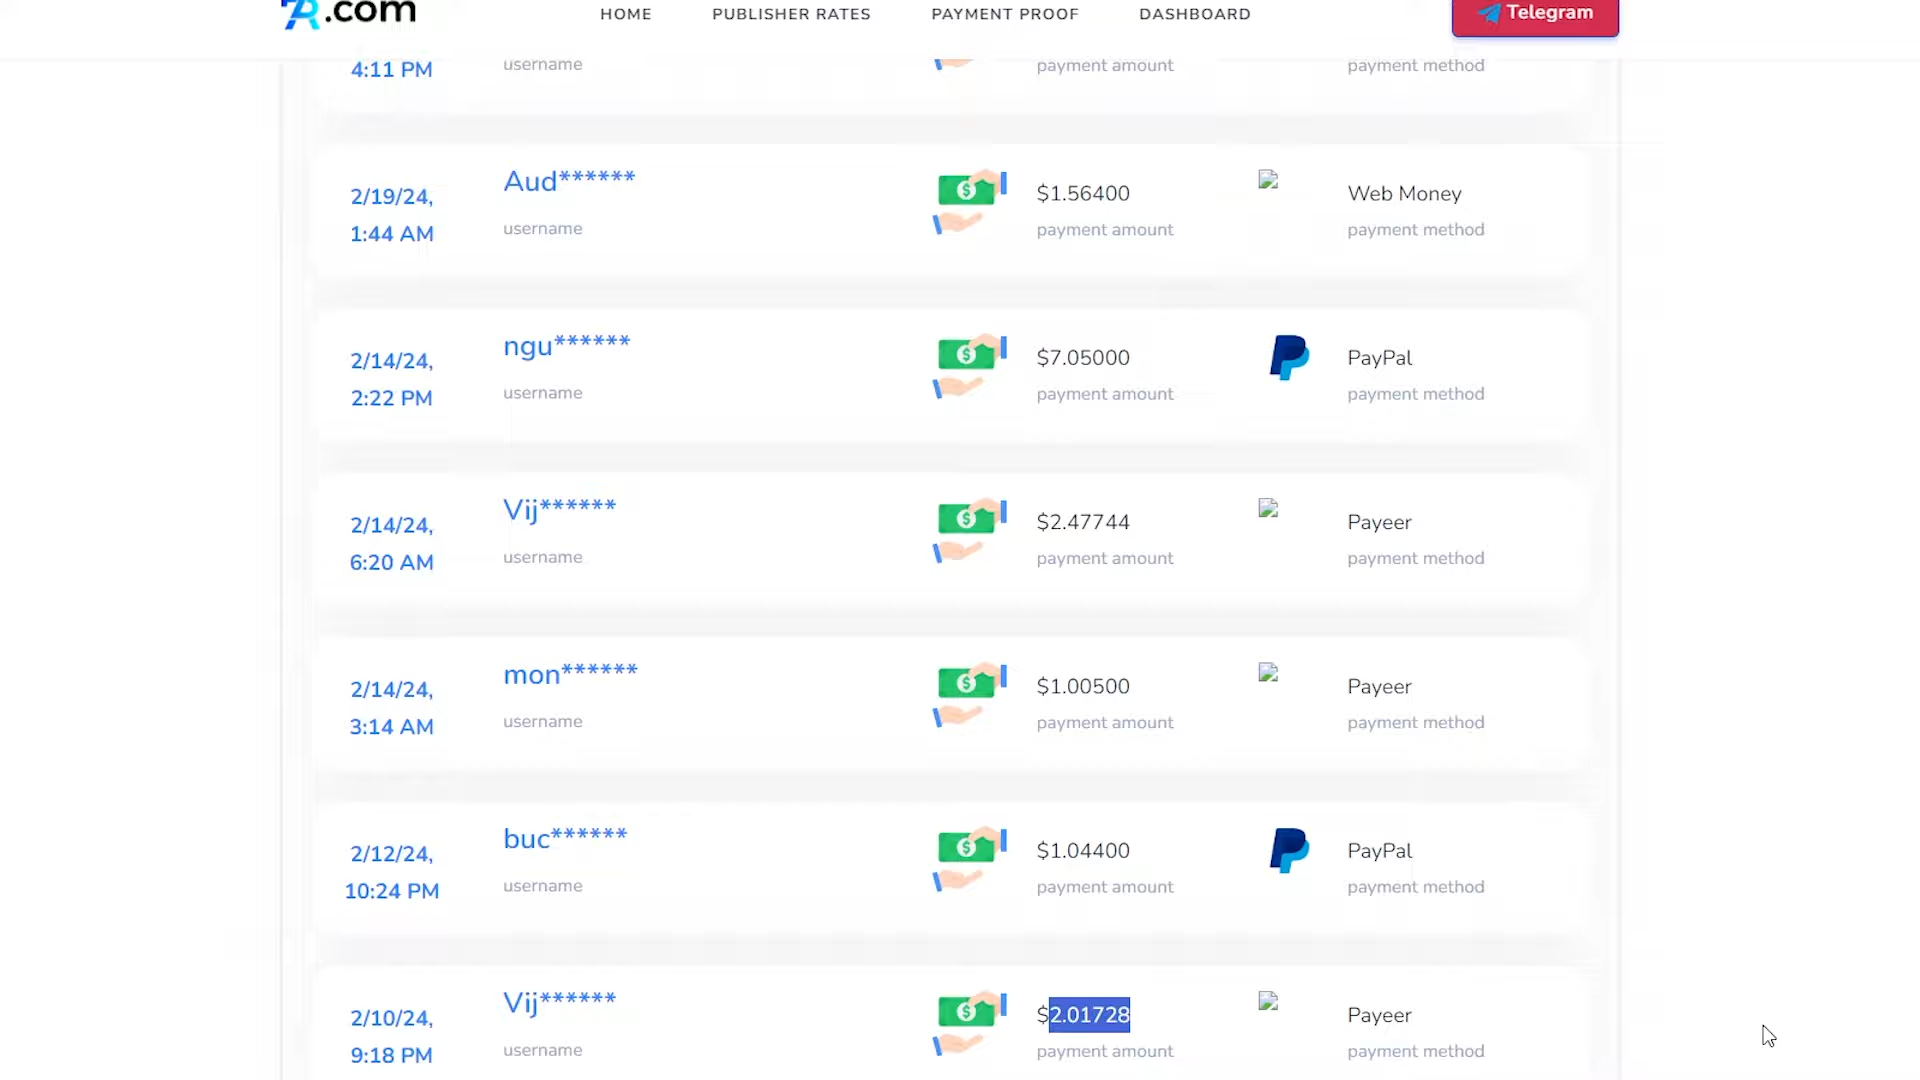 .com
HOME
PUBLISHER RATES
PAYMENT PROOF
DASHBOARD
Telegram
4:11 PM
username
payment amount
payment method
2/19/24,
1:44 AM
Aud******
username
$1.56400
payment amount
Web Money
payment method
2/14/24,
2:22 PM
ngu******
username
$7.05000
payment amount
PayPal
payment method
2/14/24,
6:20 AM
Vij******
username
$2.47744
payment amount
Payeer
payment method
2/14/24,
3:14 AM
mon******
username
$1.00500
payment amount
Payeer
payment method
2/12/24,
10:24 PM
buc******
username
$1.04400
payment amount
PayPal
payment method
2/10/24,
9:18 PM
Vij******
username
$2.01728
payment amount
Payeer
payment method